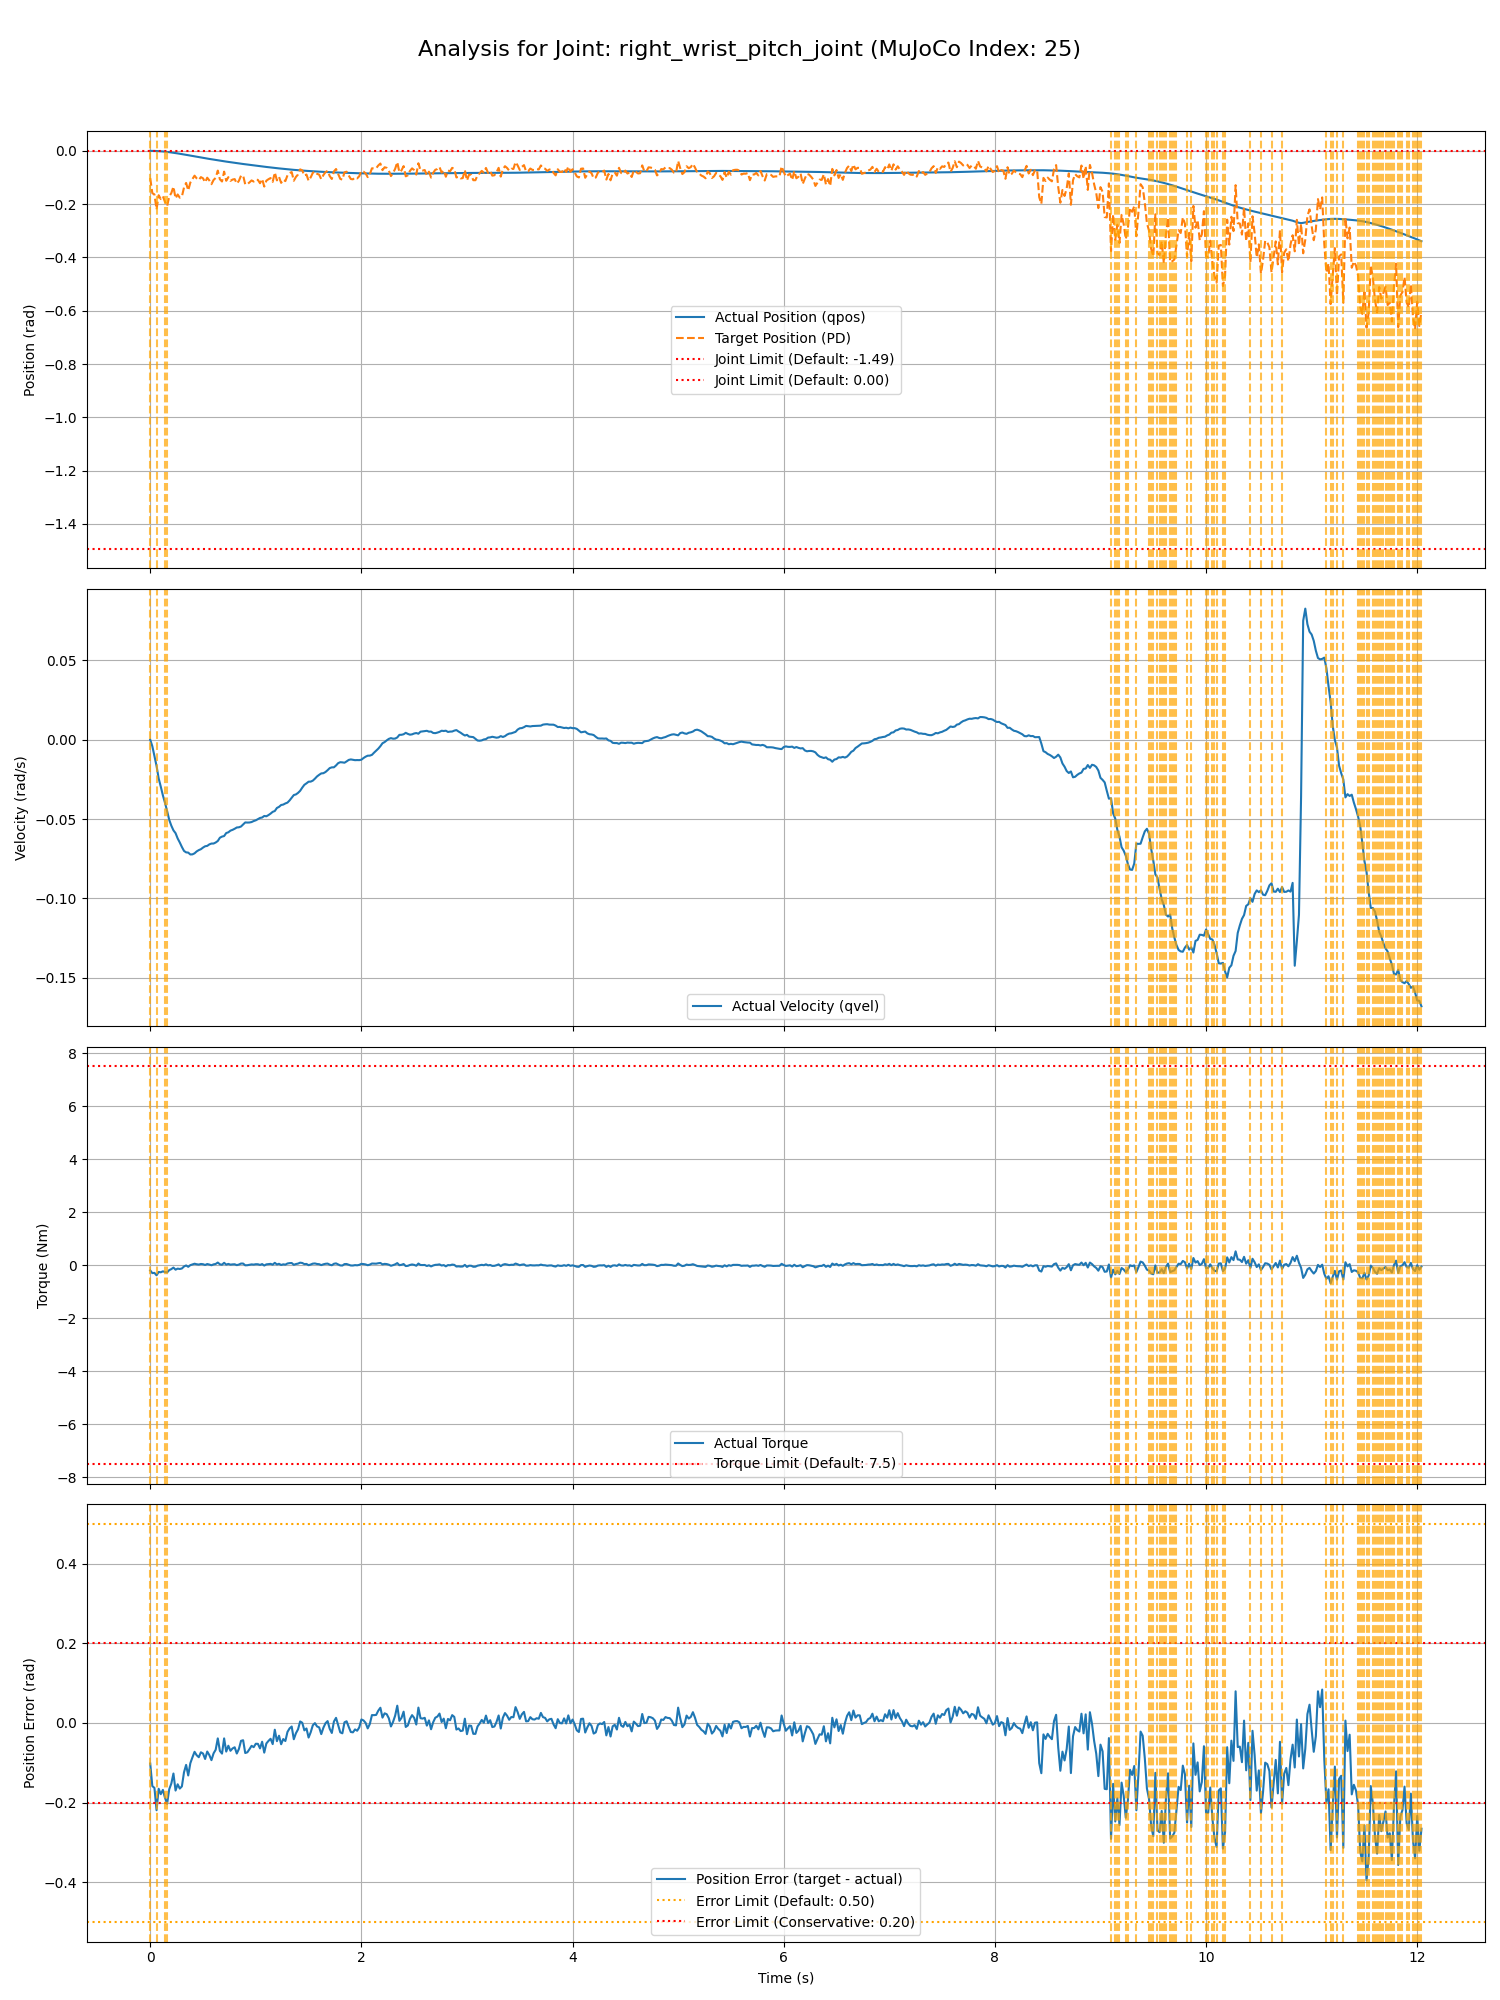 Analysis for Joint: right_wrist_pitch_joint (MuJoCo Index: 25)
0.0
−0.2
−0.4
−0.6
−0.8
−1.0
−1.2
−1.4
Position (rad)
Actual Position (qpos)
Target Position (PD)
Joint Limit (Default: -1.49)
Joint Limit (Default: 0.00)
0.05
0.00
−0.05
−0.10
−0.15
Velocity (rad/s)
Actual Velocity (qvel)
8
6
4
2
0
−2
−4
−6
−8
Torque (Nm)
Actual Torque
Torque Limit (Default: 7.5)
0.4
0.2
0.0
−0.2
−0.4
Position Error (rad)
Position Error (target - actual)
Error Limit (Default: 0.50)
Error Limit (Conservative: 0.20)
0
2
4
6
8
10
12
Time (s)